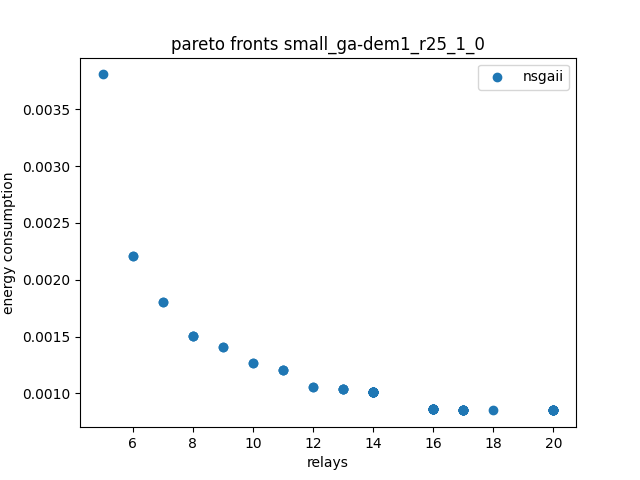 pareto fronts small_ga-dem1_r25_1_0
nsgaii
energy consumption
0.0035
0.0030
0.0025
0.0020
0.0015
0.0010
6 8 10 12 14 16 18 20
relays